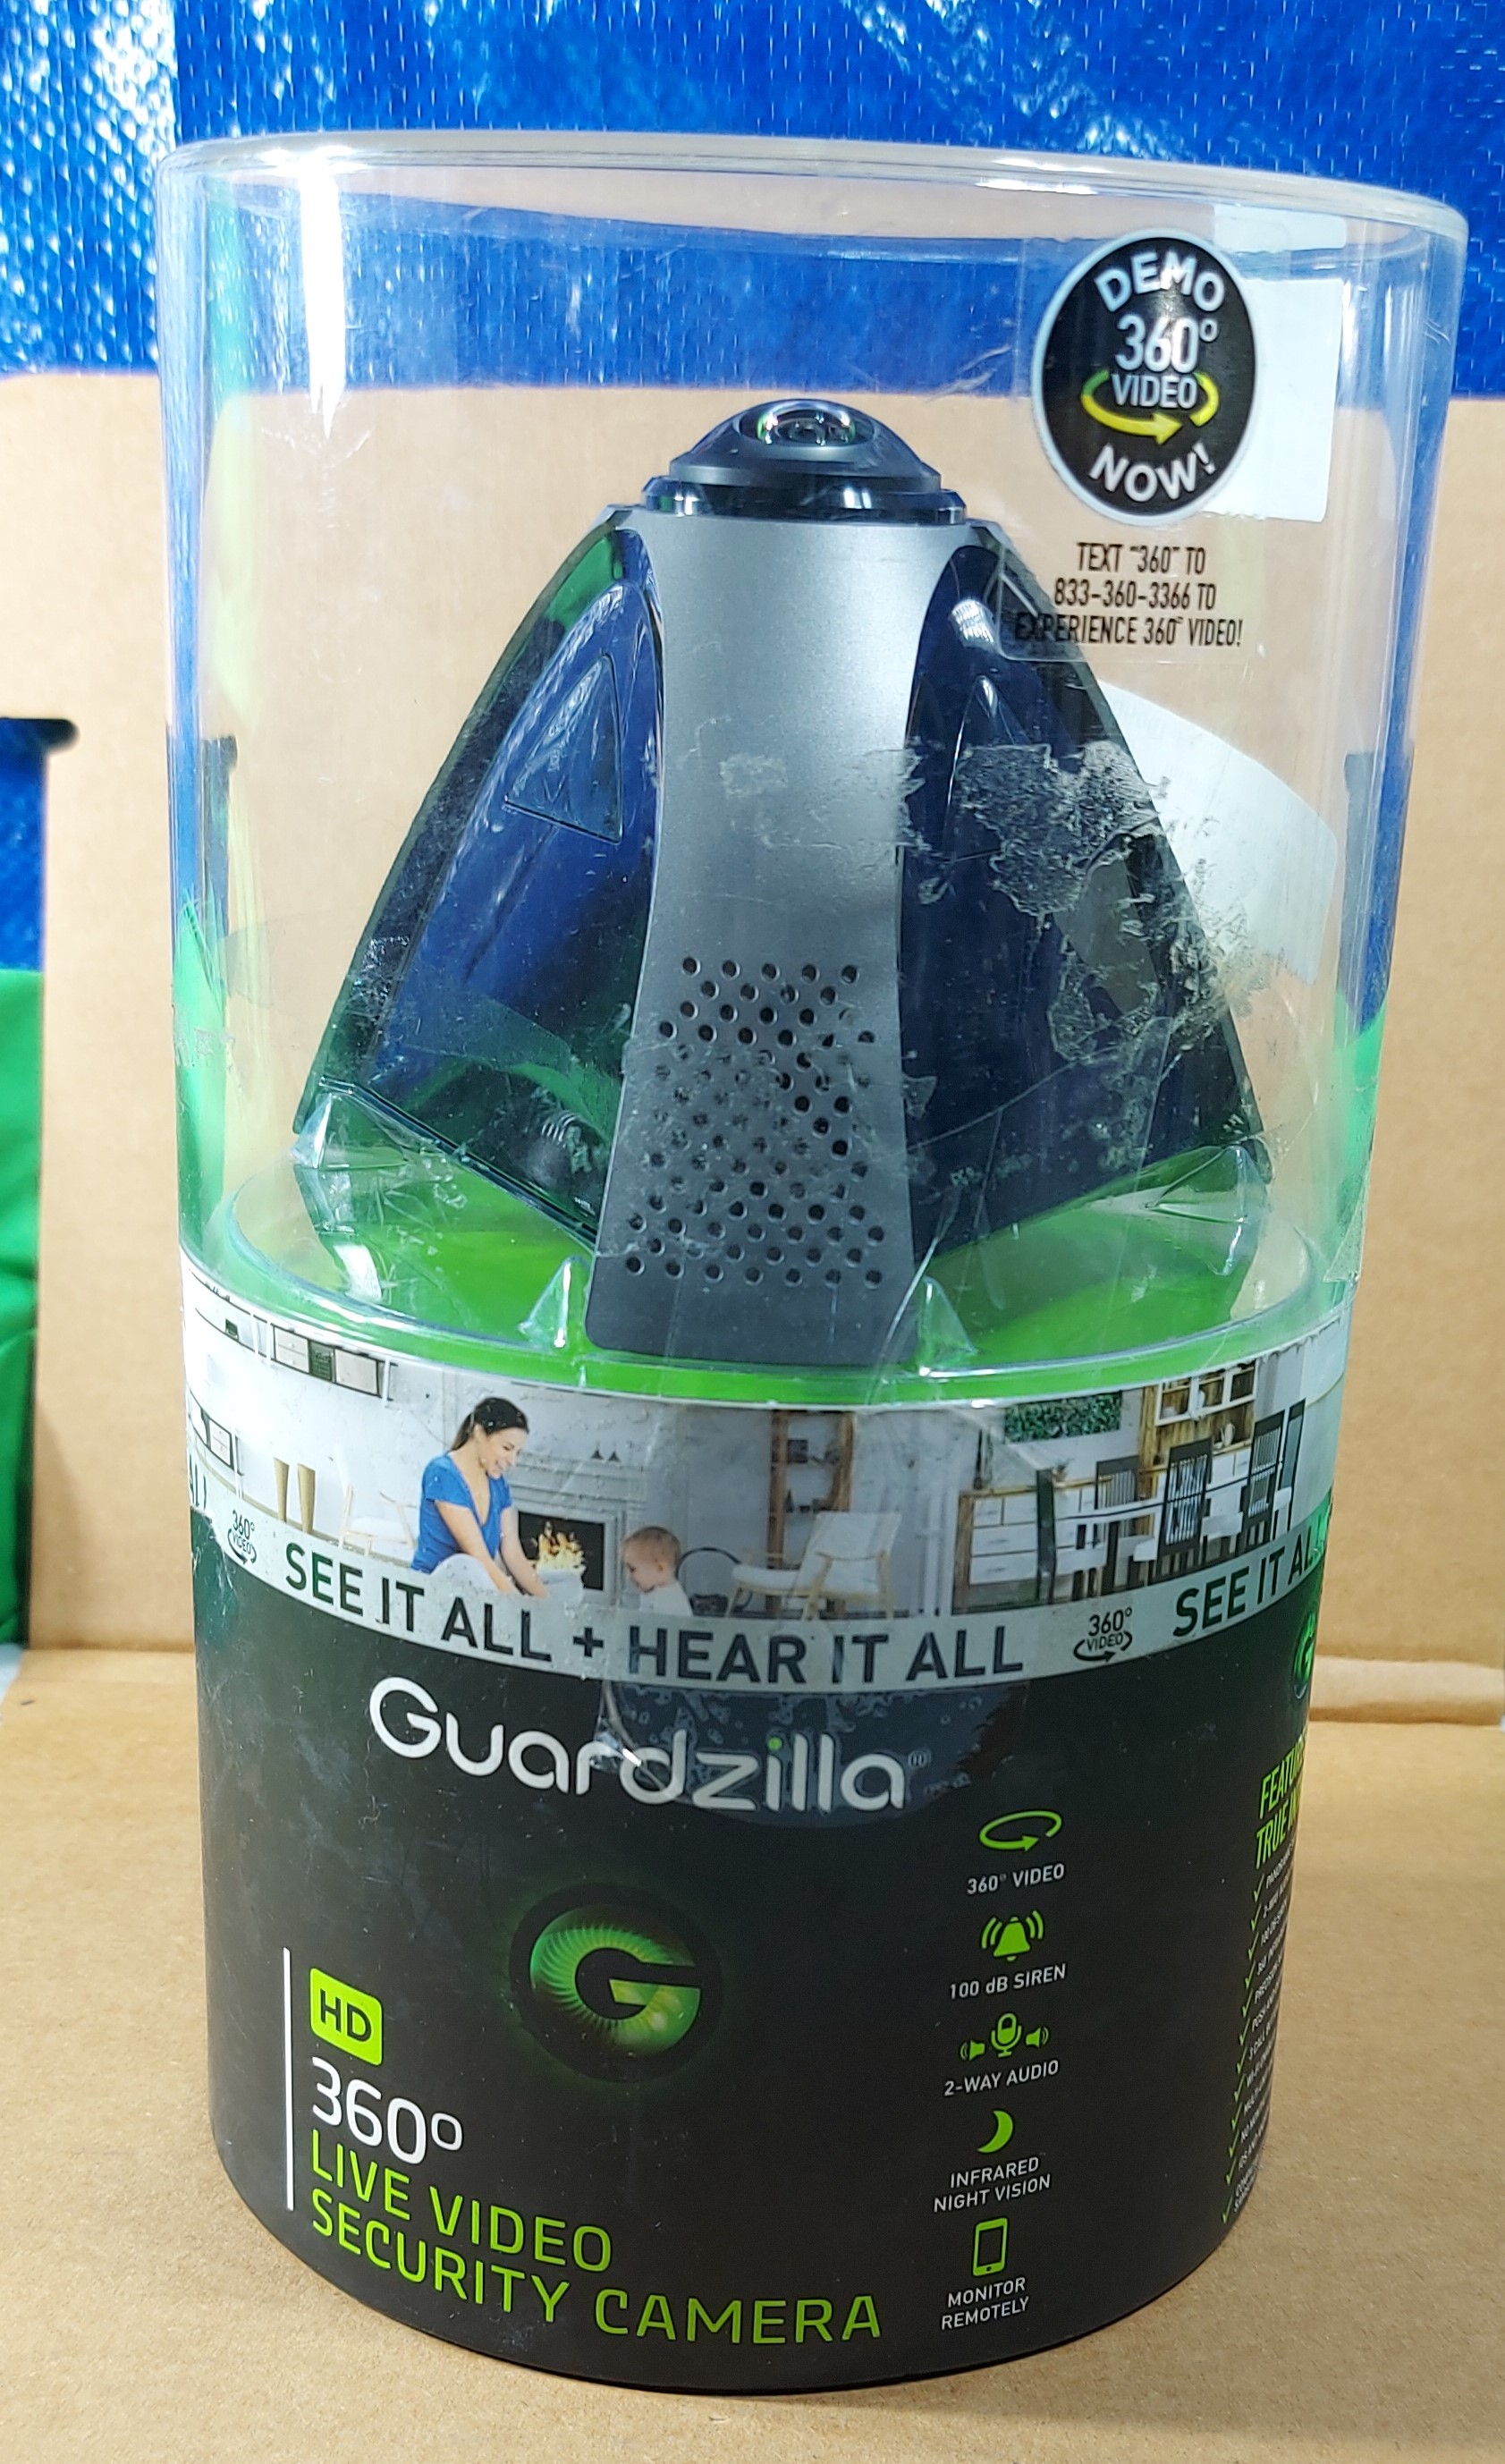 DEMO
360°
VIDEO
NOW!
TEXT "360" TO
833-360-3366 TO
EXPERIENCE 360° VIDEO!
360°
VIDEO
SEE IT ALL + HEAR IT ALL
360°
VIDEO
SEE IT ALL
Guardzilla
360° VIDEO
100 dB SIREN
2-WAY AUDIO
INFRARED
NIGHT VISION
MONITOR
REMOTELY
G
HD
360°
LIVE VIDEO
SECURITY CAMERA
TRUE